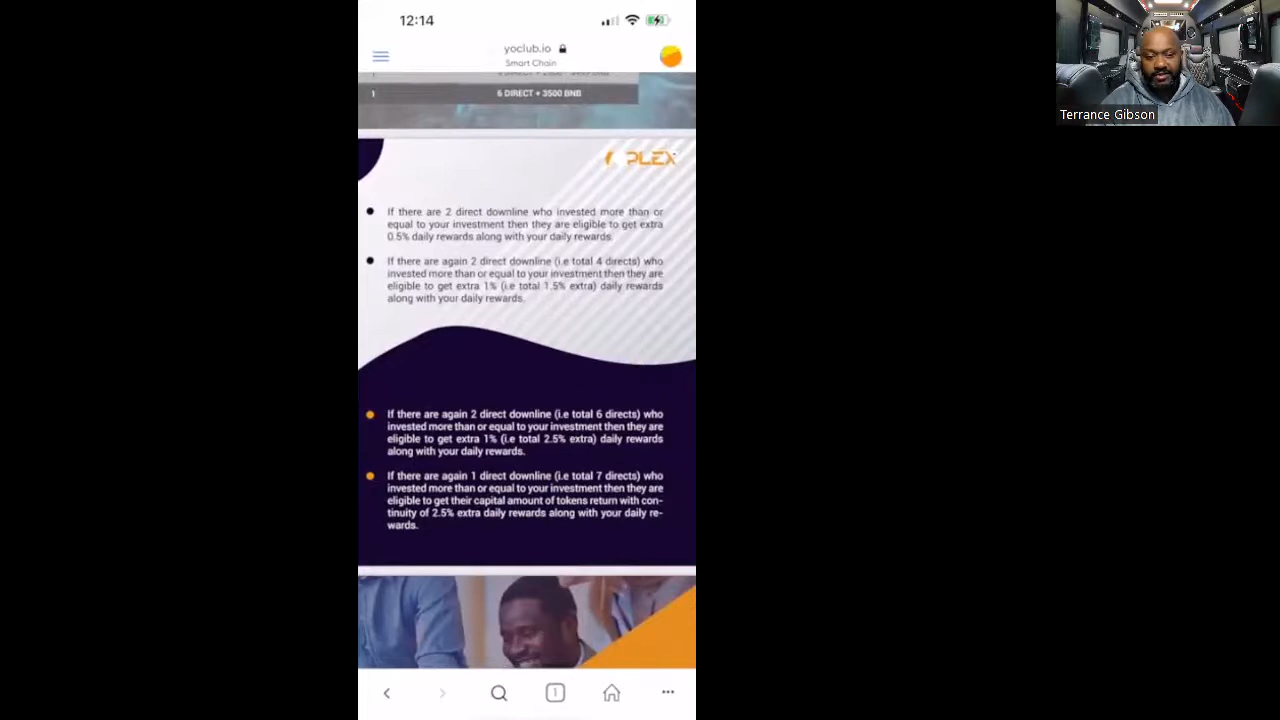 12:14
yoclub.io
Smart Chain
1
6 DIRECT + 3500 BNB
PLEX
If there are 2 direct downline who invested more than or
equal to your investment then they are eligible to get extra
0.5% daily rewards along with your daily rewards.
If there are again 2 direct downline (i.e total 4 directs) who
invested more than or equal to your investment then they are
eligible to get extra 1% (i.e total 1.5% extra) daily rewards
along with your daily rewards.
If there are again 2 direct downline (i.e total 6 directs) who
invested more than or equal to your investment then they are
eligible to get extra 1% (i.e total 2.5% extra) daily rewards
along with your daily rewards.
If there are again 1 direct downline (i.e total 7 directs) who
invested more than or equal to your investment then they are
eligible to get their capital amount of tokens return with con-
tinuity of 2.5% extra daily rewards along with your daily re-
wards.
1
Terrance Gibson